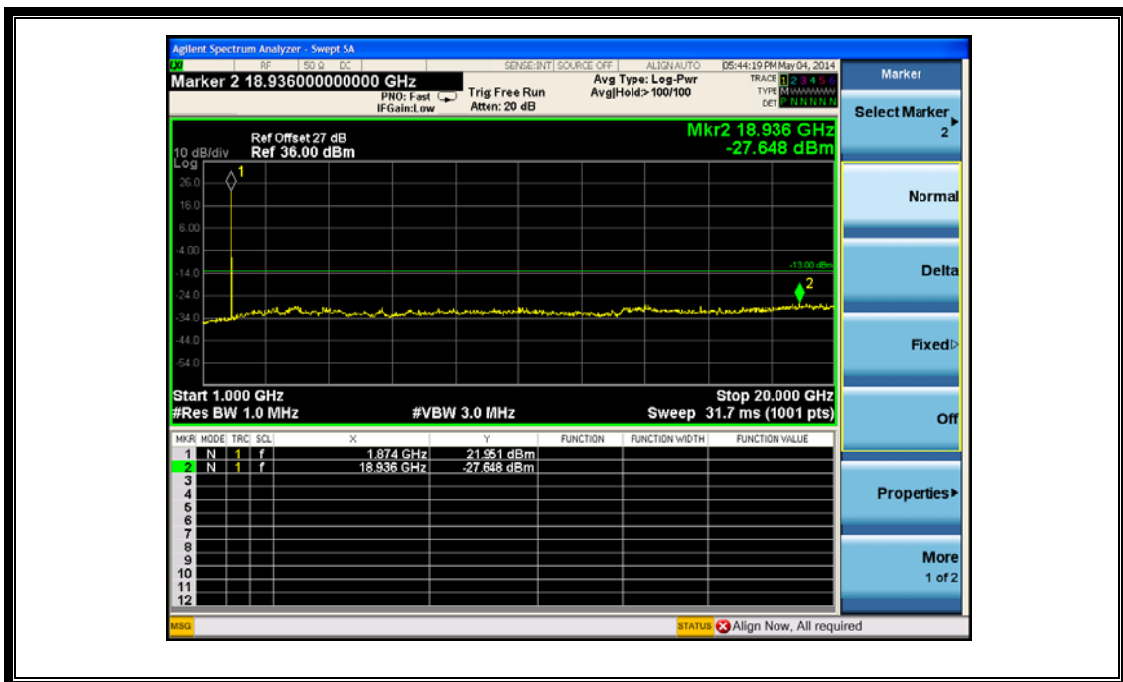 Agilent Spectrum Analyzer - Swept SA
LXI RF 50 Ω DC SENSE:INT SOURCE OFF ALIGN AUTO 05:44:19 PM May 04, 2014
Marker 2 18.936000000000 GHz
PNO: Fast
IFGain:Low
Trig: Free Run
Atten: 20 dB
Avg Type: Log-Pwr
Avg|Hold:>100/100
TRACE 1 2 3 4 5 6
TYPE M
DET P N N N N N
Mkr2 18.936 GHz
-27.648 dBm
Ref Offset 27 dB
10 dB/div Ref 36.00 dBm
Log
1
26.0
16.0
6.00
-4.00
-13.00 dBm
-14.0
2
-24.0
-34.0
-44.0
-54.0
Start 1.000 GHz Stop 20.000 GHz
#Res BW 1.0 MHz #VBW 3.0 MHz Sweep 31.7 ms (1001 pts)
MKR MODE TRC SCL X Y FUNCTION FUNCTION WIDTH FUNCTION VALUE
1 N 1 f 1.874 GHz 21.951 dBm
2 N 1 f 18.936 GHz -27.648 dBm
3
4
5
6
7
8
9
10
11
12
MSG STATUS Align Now, All required
Marker
Select Marker
2
Normal
Delta
Fixed
Off
Properties
More
1 of 2